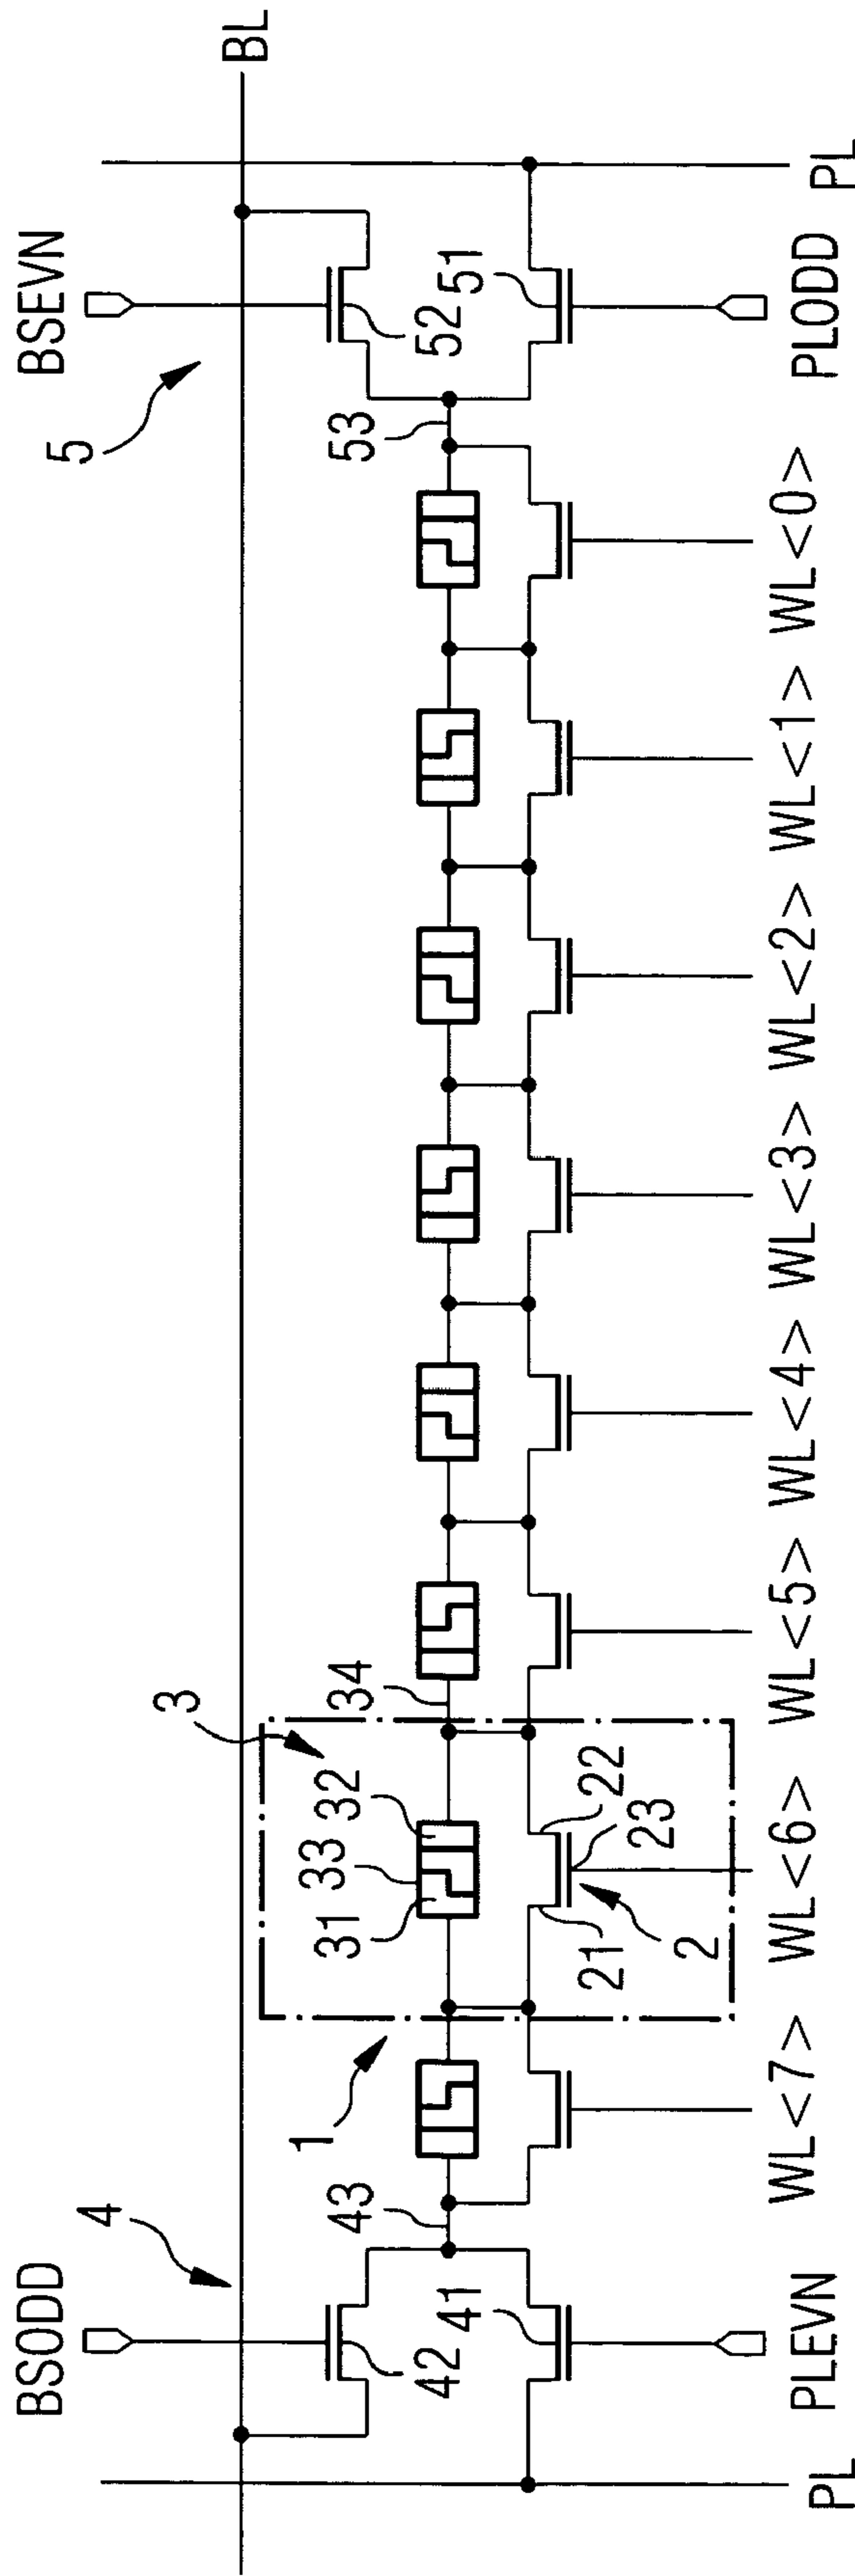 BSODD
BSEVN
4
5
BL
42
52
43
53
41
51
1
3
31
33
32
34
21
22
23
2
PL
PLEVN
WL<7>
WL<6>
WL<5>
WL<4>
WL<3>
WL<2>
WL<1>
WL<0>
PLODD
PL